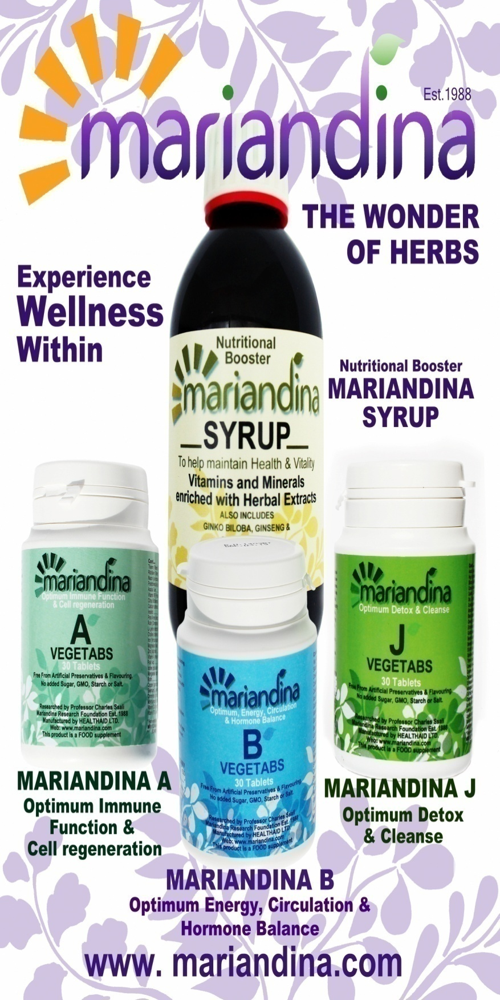 mariandina
Est.1988
THE WONDER
OF HERBS
Experience
Wellness
Within
Nutritional
Booster
mariandina
SYRUP
To help maintain Health & Vitality
Vitamins and Minerals
enriched with Herbal Extracts
ALSO INCLUDES
GINKO BILOBA, GINSENG &
Nutritional Booster
MARIANDINA
SYRUP
mariandina
Optimum Immune Function
& Cell regeneration
A
VEGETABS
30 Tablets
Free From Artificial Preservatives & Flavouring.
No added Sugar, GMO, Starch or Salt.
Researched by Professor Charles Ssali
Mariandina Research Foundation Est. 1988
Manufactured by HEALTHAID LTD.
Web: www.mariandina.com
This product is a FOOD supplement
mariandina
Optimum, Energy, Circulation
& Hormone Balance
B
VEGETABS
30 Tablets
Free From Artificial Preservatives & Flavouring.
No added Sugar, GMO, Starch or Salt.
Researched by Professor Charles Ssali
Mariandina Research Foundation Est. 1988
Manufactured by HEALTHAID LTD.
Web: www.mariandina.com
This product is a FOOD supplement
mariandina
Optimum Detox & Cleanse
J
VEGETABS
30 Tablets
Free From Artificial Preservatives & Flavouring.
No added Sugar, GMO, Starch or Salt.
Researched by Professor Charles Ssali
Mariandina Research Foundation Est. 1988
Manufactured by HEALTHAID LTD.
Web: www.mariandina.com
This product is a FOOD supplement
MARIANDINA A
Optimum Immune
Function &
Cell regeneration
MARIANDINA J
Optimum Detox
& Cleanse
MARIANDINA B
Optimum Energy, Circulation &
Hormone Balance
www. mariandina.com